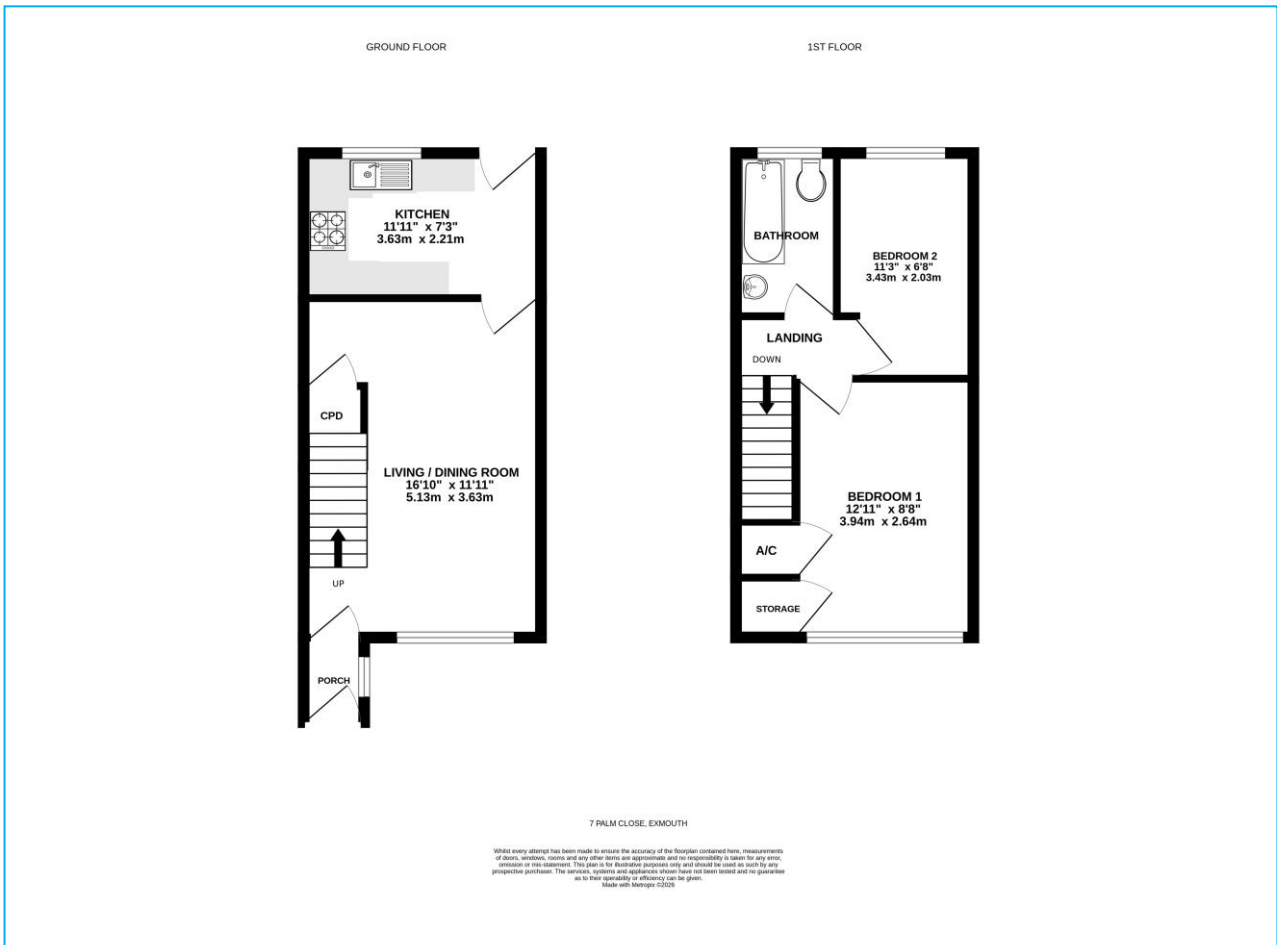 GROUND FLOOR
1ST FLOOR
KITCHEN
11'11" x 7'3"
3.63m x 2.21m
CPD
LIVING / DINING ROOM
16'10" x 11'11"
5.13m x 3.63m
UP
PORCH
BATHROOM
BEDROOM 2
11'3" x 6'8"
3.43m x 2.03m
LANDING
DOWN
BEDROOM 1
12'11" x 8'8"
3.94m x 2.64m
A/C
STORAGE
7 PALM CLOSE, EXMOUTH
Whilst every attempt has been made to ensure the accuracy of the floorplan contained here, measurements
of doors, windows, rooms and any other items are approximate and no responsibility is taken for any error,
omission or mis-statement. This plan is for illustrative purposes only and should be used as such by any
prospective purchaser. The services, systems and appliances shown have not been tested and no guarantee
as to their operability or efficiency can be given.
Made with Metropix ©2026